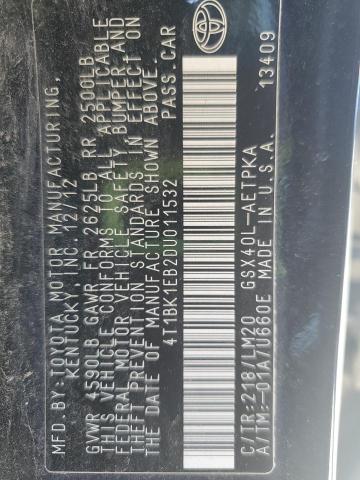 MFD.BY:TOYOTA MOTOR MANUFACTURING,
KENTUCKY, INC. 12/12
GVWR 4590LB GAWR FR 2625LB RR 2500LB
THIS VEHICLE CONFORMS TO ALL APPLICABLE
FEDERAL MOTOR VEHICLE SAFETY, BUMPER, AND
THEFT PREVENTION STANDARDS IN EFFECT ON
THE DATE OF MANUFACTURE SHOWN ABOVE.
4T1BK1EB2DU011532 PASS.CAR
C/TR:218/LM20 GSX40L-AETPKA
A/TM:-01A/U660E MADE IN U.S.A. 13409